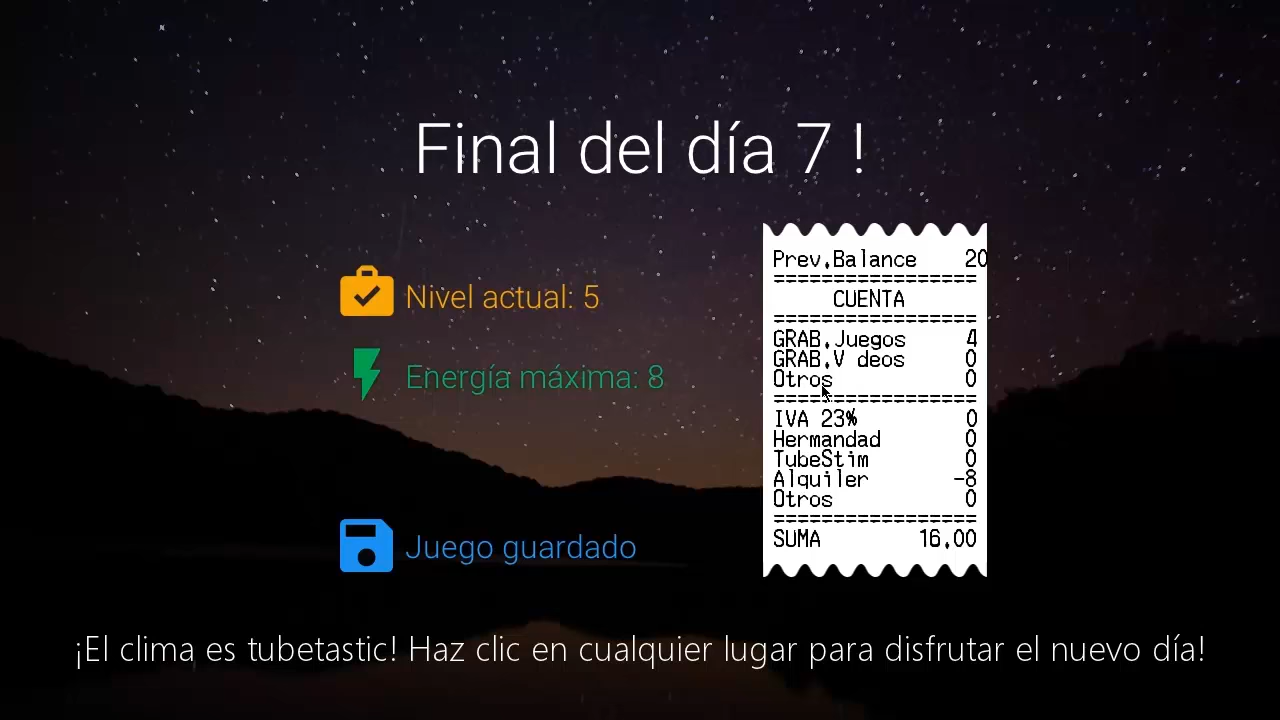 Final del día 7 !
Nivel actual: 5
Energía máxima: 8
Juego guardado
Prev.Balance 20
=================
CUENTA
=================
GRAB.Juegos 4
GRAB.V deos 0
Otros 0
=================
IVA 23% 0
Hermandad 0
TubeStim 0
Alquiler -8
Otros 0
=================
SUMA 16,00
¡El clima es tubetastic! Haz clic en cualquier lugar para disfrutar el nuevo día!